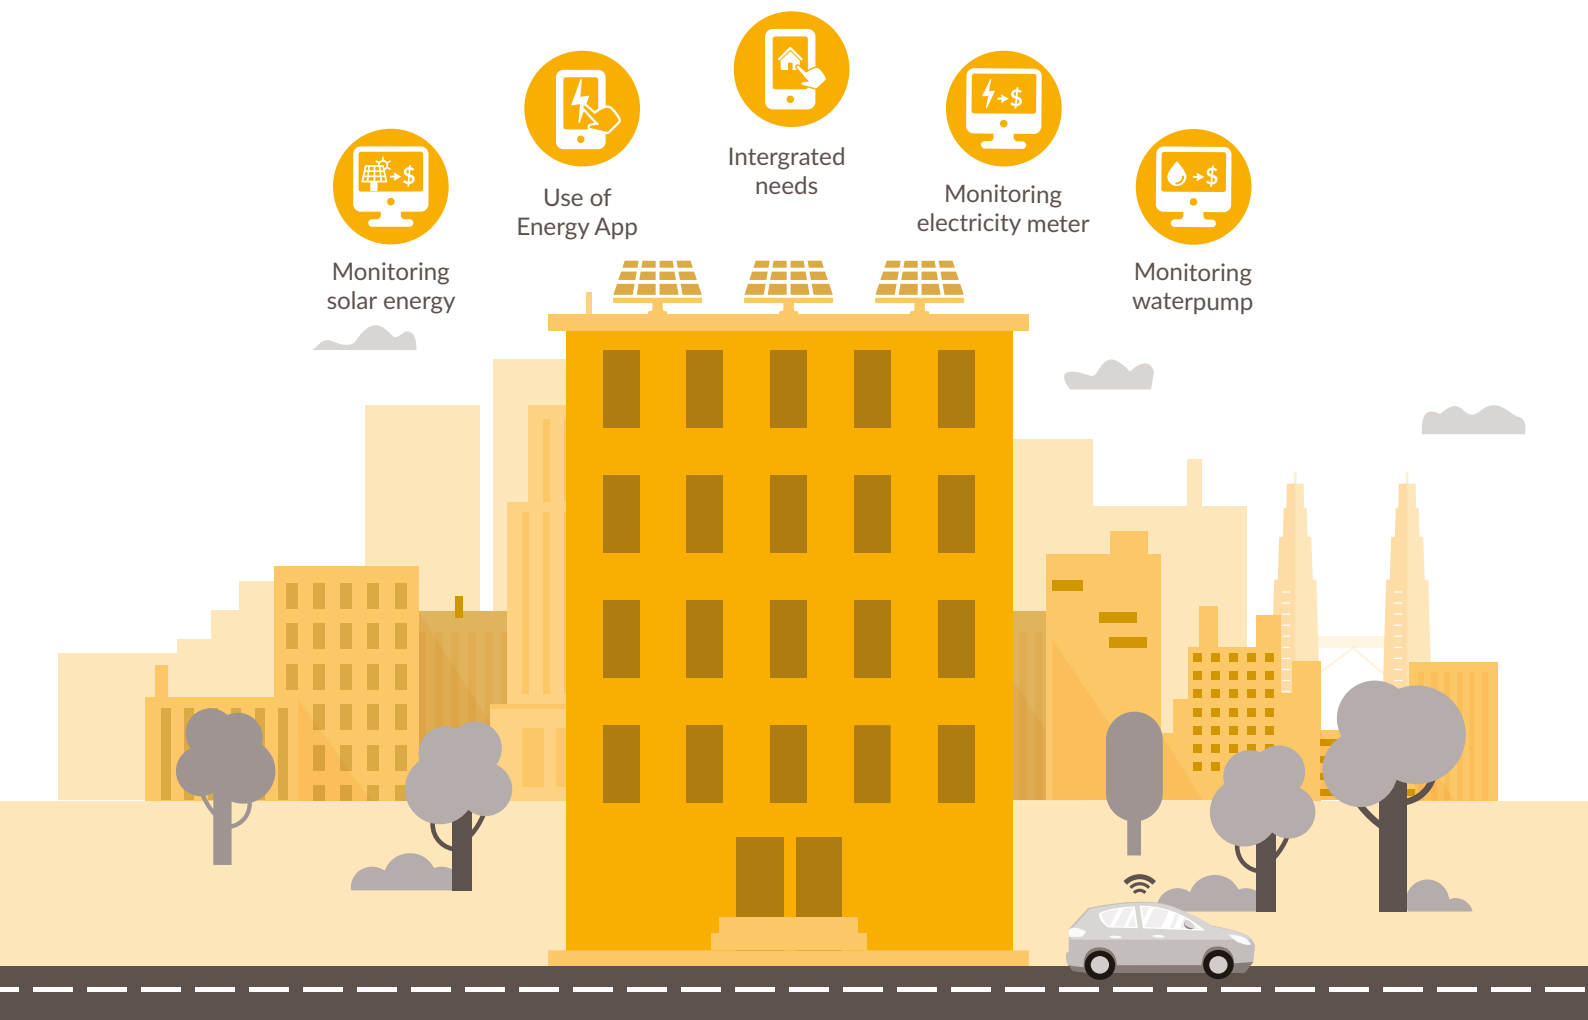 Monitoring
solar energy
Use of
Energy App
Intergrated
needs
$
Monitoring
electricity meter
$
Monitoring
waterpump
$